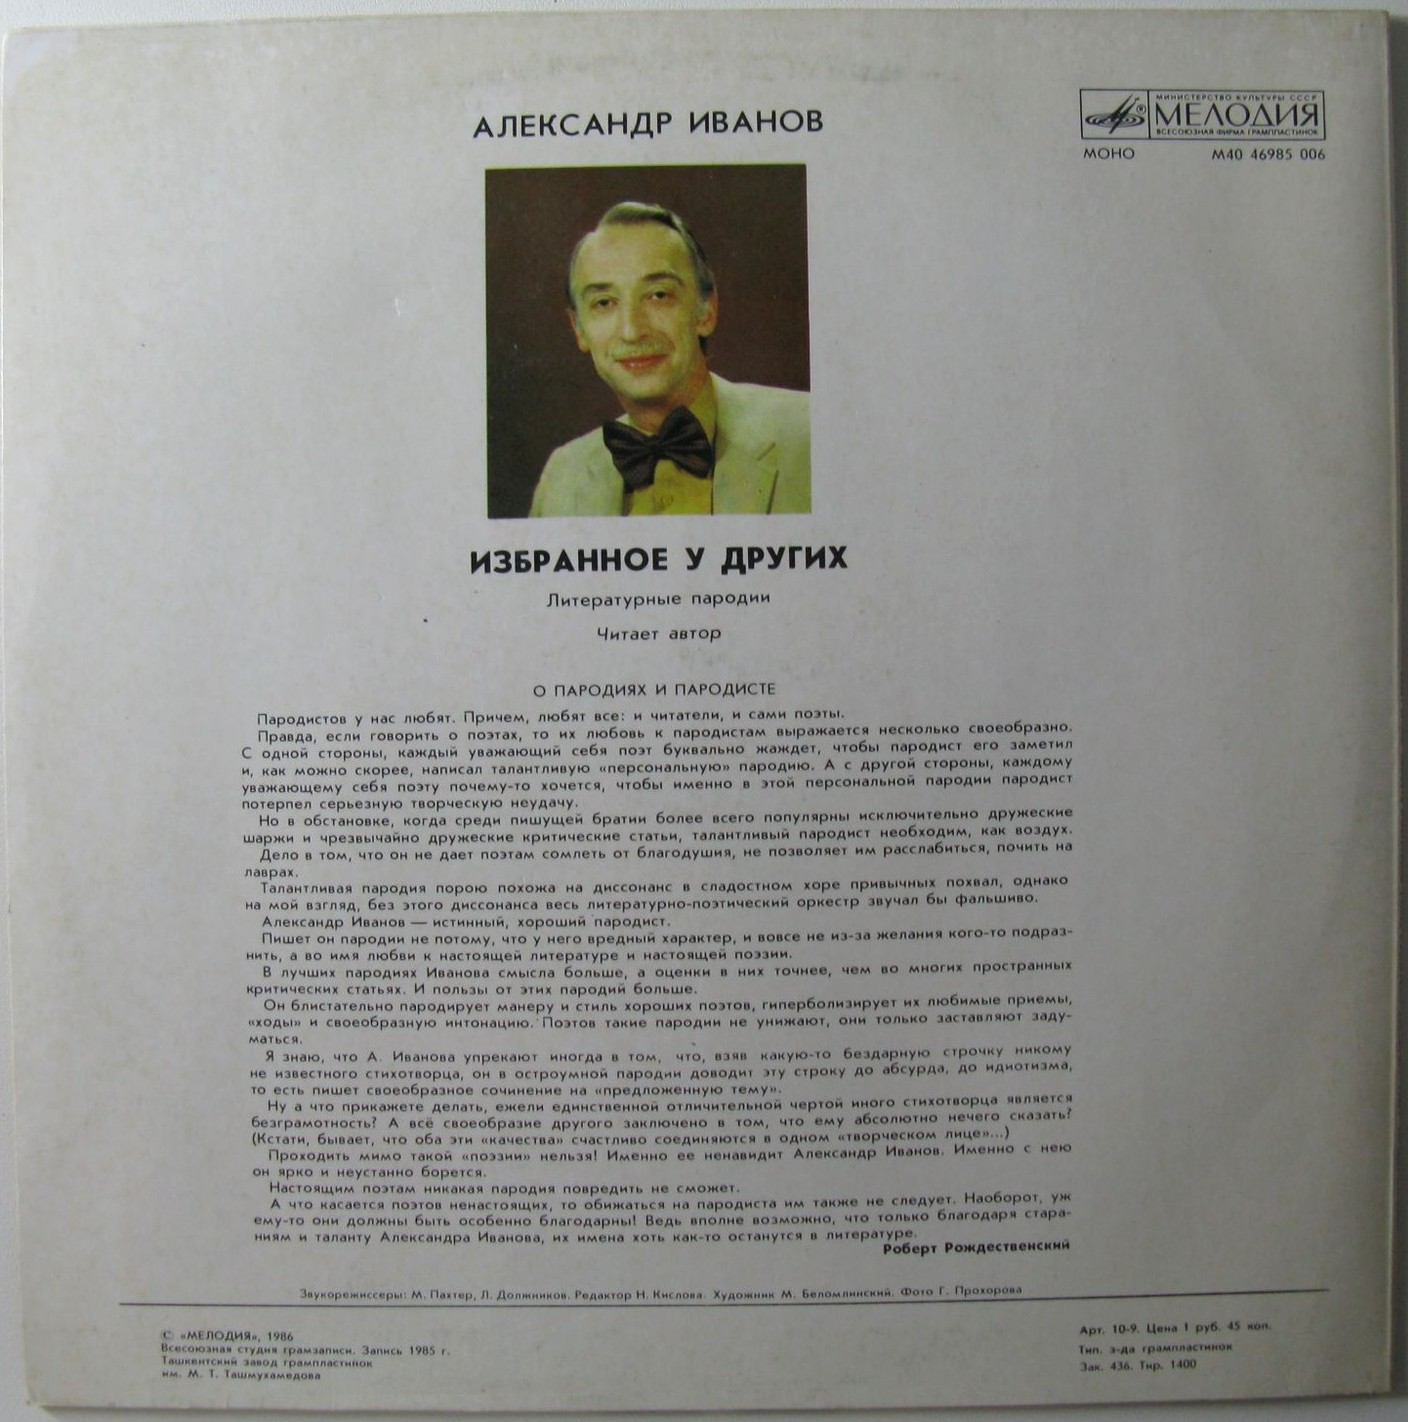 АЛЕКСАНДР ИВАНОВ
МИНИСТЕРСТВО КУЛЬТУРЫ СССР
МЕЛОДИЯ
ВСЕСОЮЗНАЯ ФИРМА ГРАМПЛАСТИНОК
МОНО М40 46985 006
ИЗБРАННОЕ У ДРУГИХ
Литературные пародии
Читает автор
О ПАРОДИЯХ И ПАРОДИСТЕ
Пародистов у нас любят. Причем, любят все: и читатели, и сами поэты.
Правда, если говорить о поэтах, то их любовь к пародистам выражается несколько своеобразно.
С одной стороны, каждый уважающий себя поэт буквально жаждет, чтобы пародист его заметил
и, как можно скорее, написал талантливую «персональную» пародию. А с другой стороны, каждому
уважающему себя поэту почему-то хочется, чтобы именно в этой персональной пародии пародист
потерпел серьезную творческую неудачу.
Но в обстановке, когда среди пишущей братии более всего популярны исключительно дружеские
шаржи и чрезвычайно дружеские критические статьи, талантливый пародист необходим, как воздух.
Дело в том, что он не дает поэтам сомлеть от благодушия, не позволяет им расслабиться, почить на
лаврах.
Талантливая пародия порою похожа на диссонанс в сладостном хоре привычных похвал, однако
на мой взгляд, без этого диссонанса весь литературно-поэтический оркестр звучал бы фальшиво.
Александр Иванов — истинный, хороший пародист.
Пишет он пародии не потому, что у него вредный характер, и вовсе не из-за желания кого-то подраз-
нить, а во имя любви к настоящей литературе и настоящей поэзии.
В лучших пародиях Иванова смысла больше, а оценки в них точнее, чем во многих пространных
критических статьях. И пользы от этих пародий больше.
Он блистательно пародирует манеру и стиль хороших поэтов, гиперболизирует их любимые приемы,
«ходы» и своеобразную интонацию. Поэтов такие пародии не унижают, они только заставляют заду-
маться.
Я знаю, что А. Иванова упрекают иногда в том, что, взяв какую-то бездарную строчку никому
не известного стихотворца, он в остроумной пародии доводит эту строку до абсурда, до идиотизма,
то есть пишет своеобразное сочинение на «предложенную тему».
Ну а что прикажете делать, ежели единственной отличительной чертой иного стихотворца является
безграмотность? А всё своеобразие другого заключено в том, что ему абсолютно нечего сказать?
(Кстати, бывает, что оба эти «качества» счастливо соединяются в одном «творческом лице»...)
Проходить мимо такой «поэзии» нельзя! Именно ее ненавидит Александр Иванов. Именно с нею
он ярко и неустанно борется.
Настоящим поэтам никакая пародия повредить не сможет.
А что касается поэтов ненастоящих, то обижаться на пародиста им также не следует. Наоборот, уж
ему-то они должны быть особенно благодарны! Ведь вполне возможно, что только благодаря стара-
ниям и таланту Александра Иванова, их имена хоть как-то останутся в литературе.
Роберт Рождественский
Звукорежиссеры: М. Пахтер, Л. Должников. Редактор Н. Кислова. Художник М. Беломлинский. Фото Г. Прохорова
© «МЕЛОДИЯ», 1986
Всесоюзная студия грамзаписи. Запись 1985 г.
Ташкентский завод грампластинок
им. М. Т. Ташмухамедова
Арт. 10-9. Цена 1 руб. 45 коп.
Тип. з-да грампластинок
Зак. 436. Тир. 1400